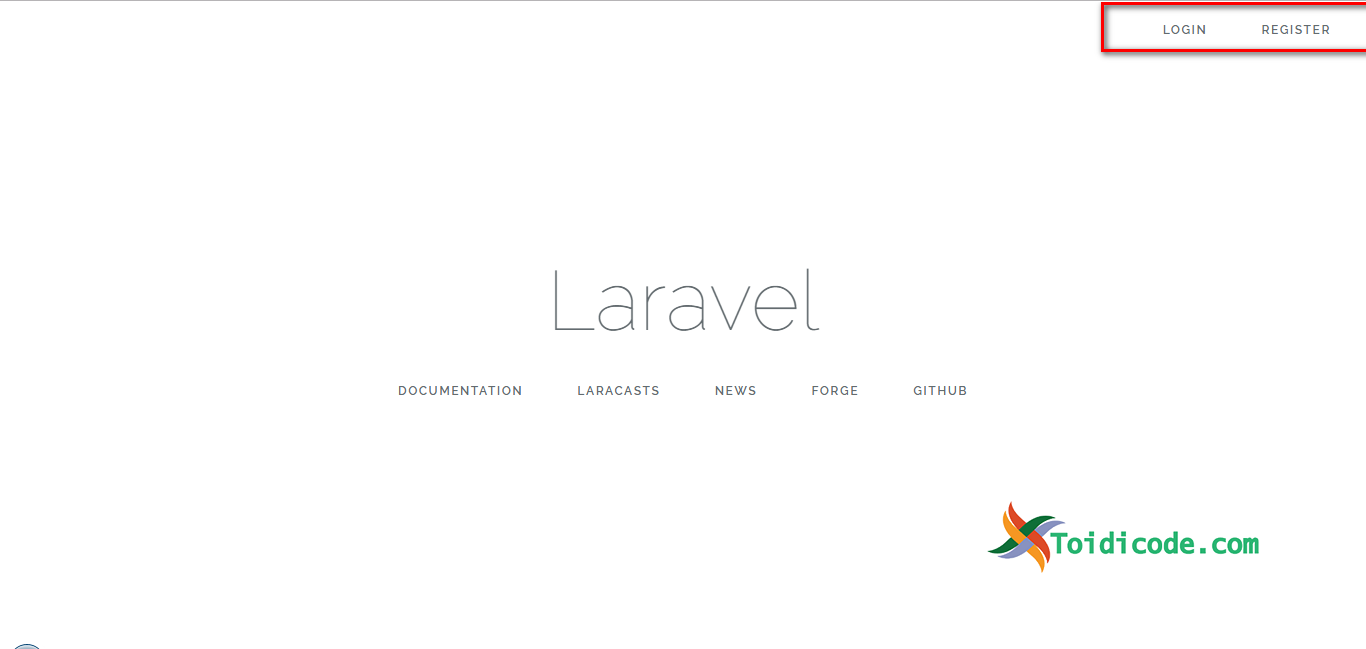 LOGIN REGISTER
Laravel
DOCUMENTATION LARACASTS NEWS FORGE GITHUB
Toidicode.com